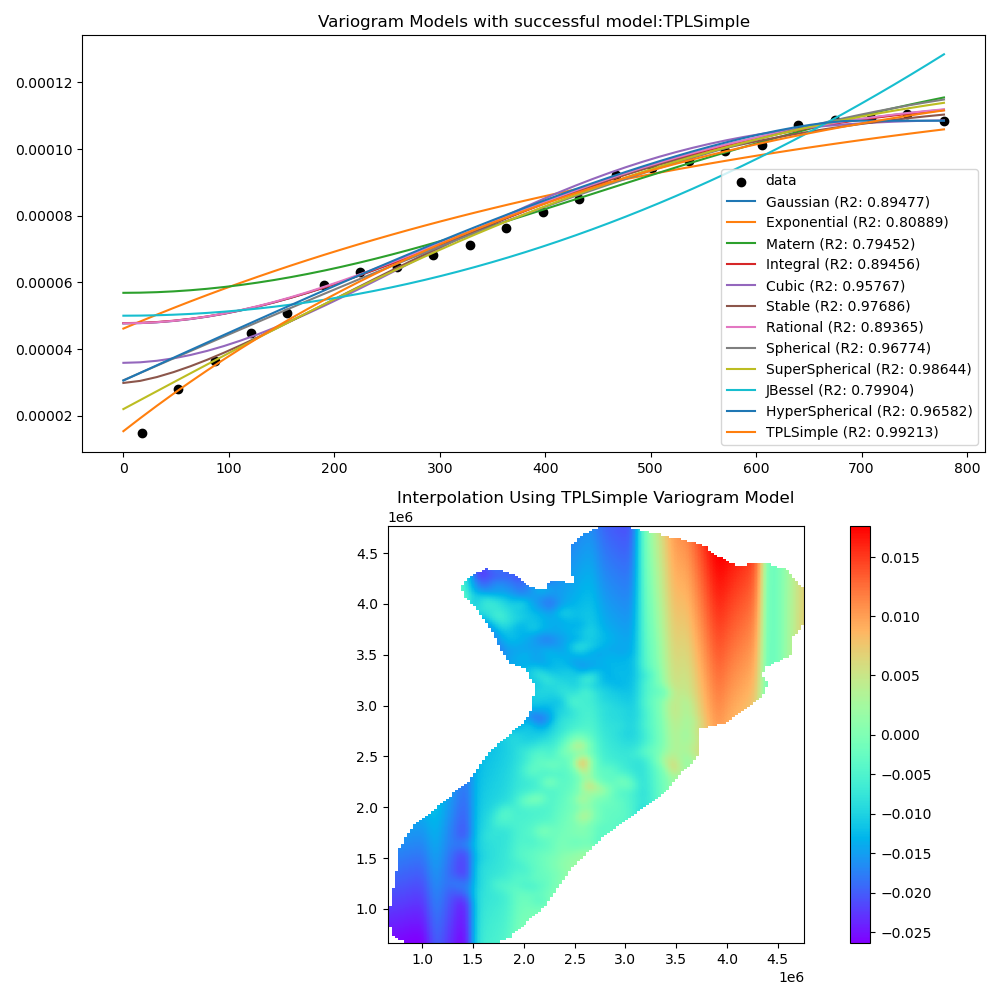 Variogram Models with successful model:TPLSimple
0.00012
0.00010
0.00008
0.00006
0.00004
0.00002
0 100 200 300 400 500 600 700 800
data
Gaussian (R2: 0.89477)
Exponential (R2: 0.80889)
Matern (R2: 0.79452)
Integral (R2: 0.89456)
Cubic (R2: 0.95767)
Stable (R2: 0.97686)
Rational (R2: 0.89365)
Spherical (R2: 0.96774)
SuperSpherical (R2: 0.98644)
JBessel (R2: 0.79904)
HyperSpherical (R2: 0.96582)
TPLSimple (R2: 0.99213)
Interpolation Using TPLSimple Variogram Model
1e6
4.5
4.0
3.5
3.0
2.5
2.0
1.5
1.0
1.0 1.5 2.0 2.5 3.0 3.5 4.0 4.5
1e6
0.015
0.010
0.005
0.000
−0.005
−0.010
−0.015
−0.020
−0.025